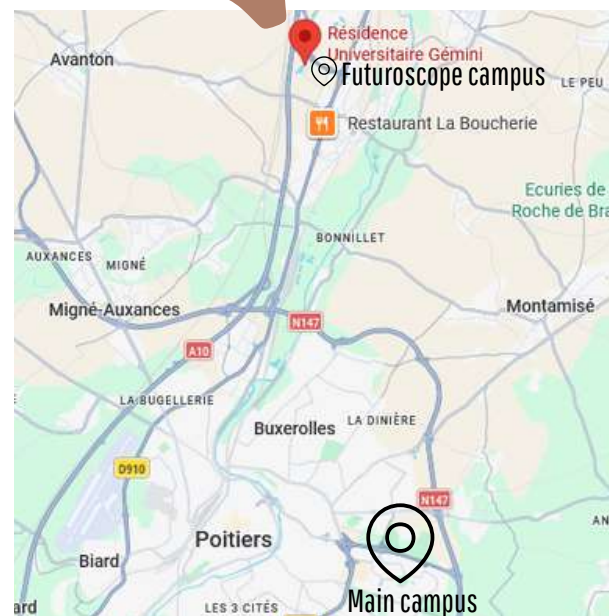 Résidence
Universitaire Gémini
Avanton
Futuroscope campus
LE PEU
Restaurant La Boucherie
Ecuries de
Roche de Bra
BONNILLET
AUXANCES
MIGNÉ
Migné-Auxances
Montamisé
N147
A10
LA BUGELLERIE
LA DINIÈRE
Buxerolles
D910
N147
AN
Poitiers
Biard
Main campus
LES 3 CITÉS
ard